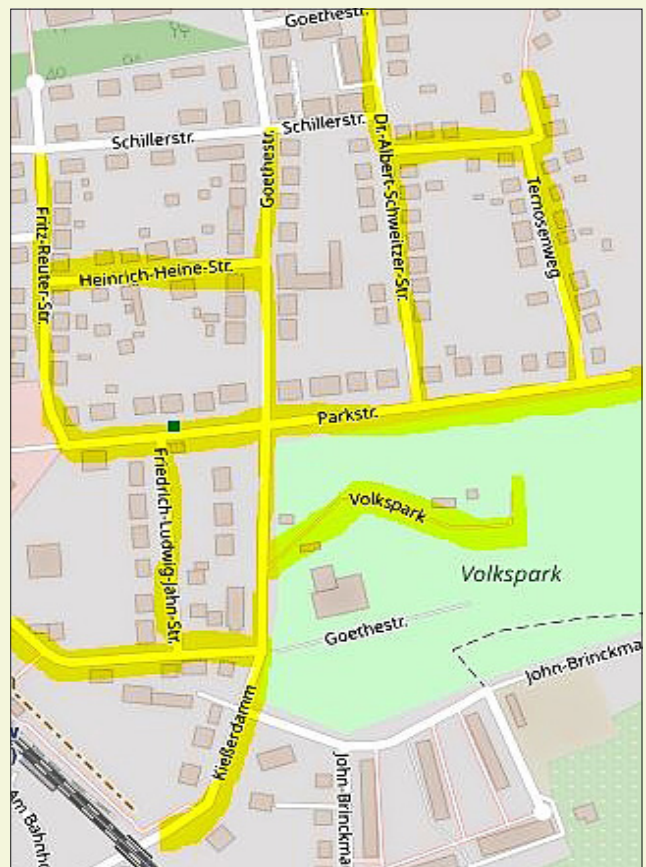 Goethestr.
Schillerstr.
Schillerstr.
Goethestr.
Dr.-Albert-Schweitzer-Str.
Ternosenweg
Fritz-Reuter-Str.
Heinrich-Heine-Str.
Parkstr.
Friedrich-Ludwig-Jahn-Str.
Volkspark
Volkspark
Goethestr.
John-Brinckma
Kießerdamm
John-Brinckma
Am Bahnho